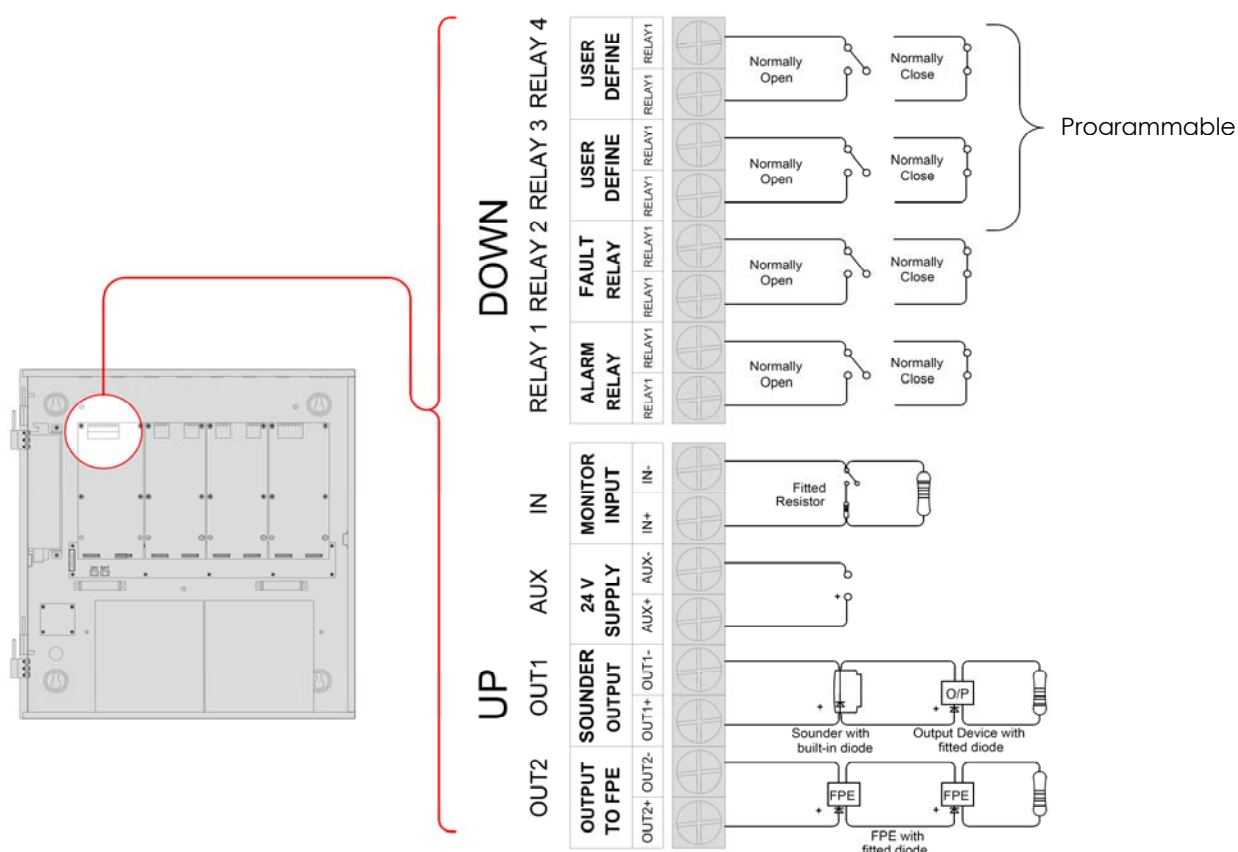 DOWN
RELAY 1 RELAY 2 RELAY 3 RELAY 4
USER
DEFINE
RELAY1
RELAY1
Normally
Open
Normally
Close
USER
DEFINE
RELAY1
RELAY1
Normally
Open
Normally
Close
Proarammable
FAULT
RELAY
RELAY1
RELAY1
Normally
Open
Normally
Close
ALARM
RELAY
RELAY1
RELAY1
Normally
Open
Normally
Close
UP
IN
MONITOR
INPUT
IN-
IN+
Fitted
Resistor
AUX
24 V
SUPPLY
AUX-
AUX+
+
OUT1
SOUNDER
OUTPUT
OUT1-
OUT1+
+
Sounder with
built-in diode
O/P
+
Output Device with
fitted diode
OUT2
OUTPUT
TO FPE
OUT2-
OUT2+
FPE
+
FPE
+
FPE with
fitted diode
24V BAT